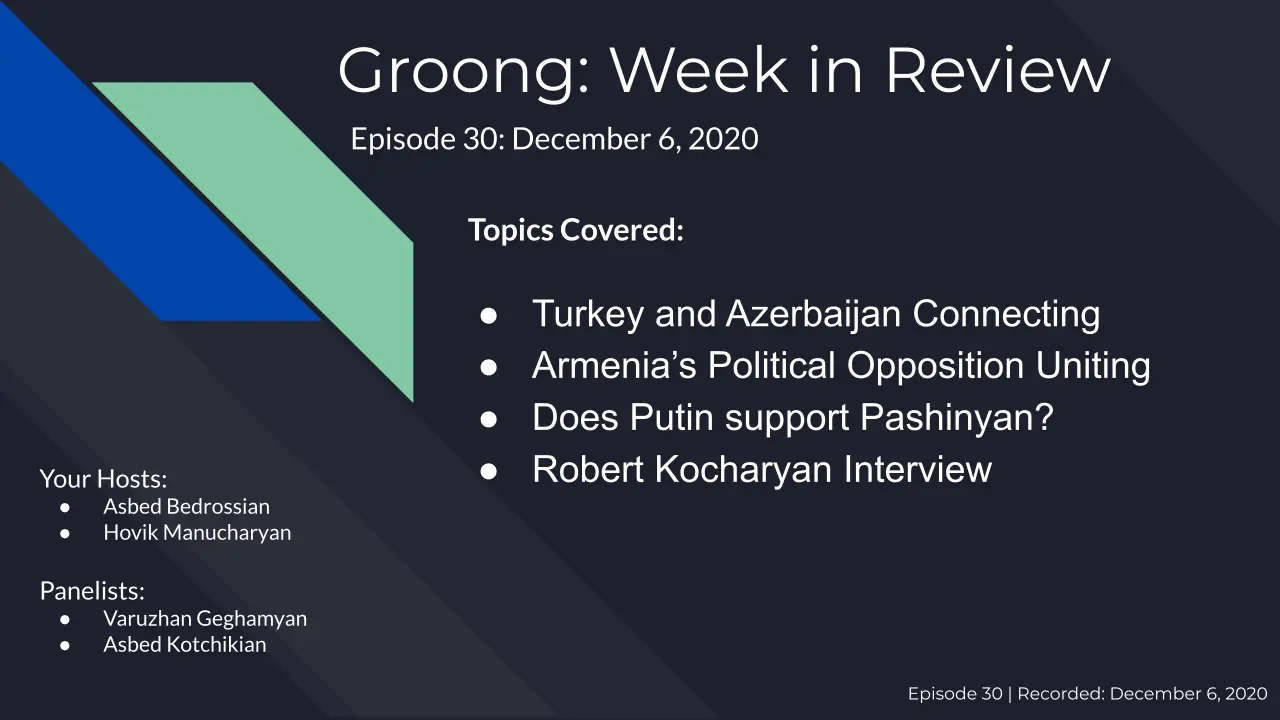 Groong: Week in Review
Episode 30: December 6, 2020
Topics Covered:
● Turkey and Azerbaijan Connecting
● Armenia’s Political Opposition Uniting
● Does Putin support Pashinyan?
● Robert Kocharyan Interview
Your Hosts:
● Asbed Bedrossian
● Hovik Manucharyan
Panelists:
● Varuzhan Geghamyan
● Asbed Kotchikian
Episode 30 | Recorded: December 6, 2020